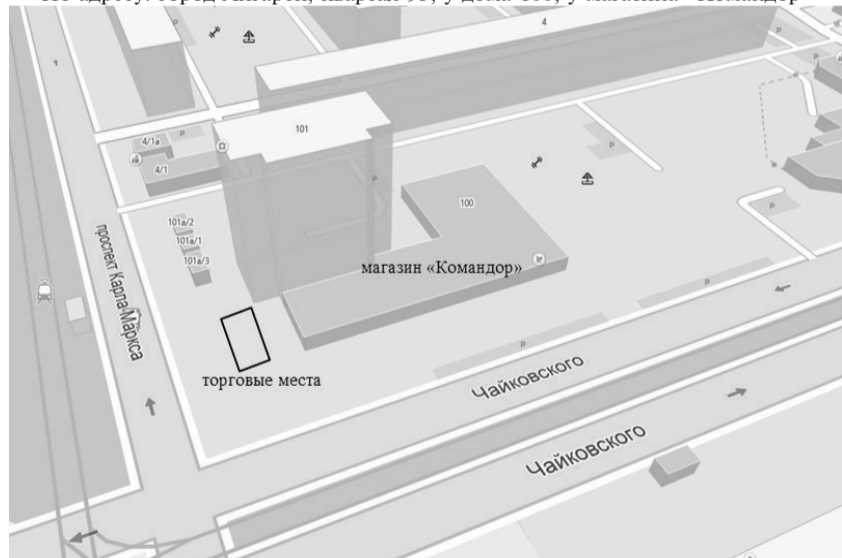 4
1
101
4/1а
4/1
P
P
P
P
100
101а/2
101а/1
101а/3
проспект Карла Маркса
магазин «Командор»
P
P
P
торговые места
Чайковского
Чайковского